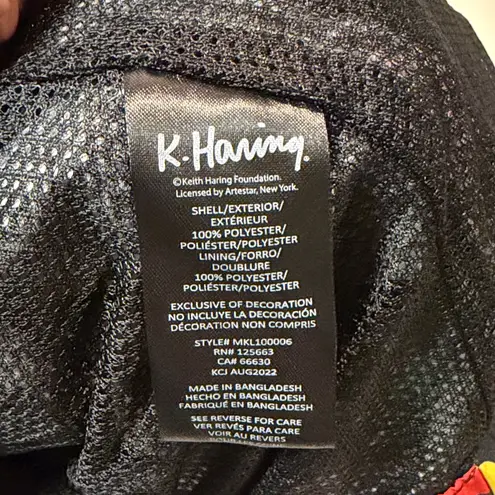 K. Haring.
©Keith Haring Foundation.
Licensed by Artestar, New York.
SHELL/EXTERIOR/
EXTÉRIEUR
100% POLYESTER/
POLIÉSTER/POLYESTER
LINING/FORRO/
DOUBLURE
100% POLYESTER/
POLIÉSTER/POLYESTER
EXCLUSIVE OF DECORATION
NO INCLUYE LA DECORACIÓN
DÉCORATION NON COMPRIS
STYLE# MKL100006
RN# 125663
CA# 66630
KCJ AUG2022
MADE IN BANGLADESH
HECHO EN BANGLADESH
FABRIQUÉ EN BANGLADESH
SEE REVERSE FOR CARE
VER REVÉS PARA CARE
VOIR AU REVERS